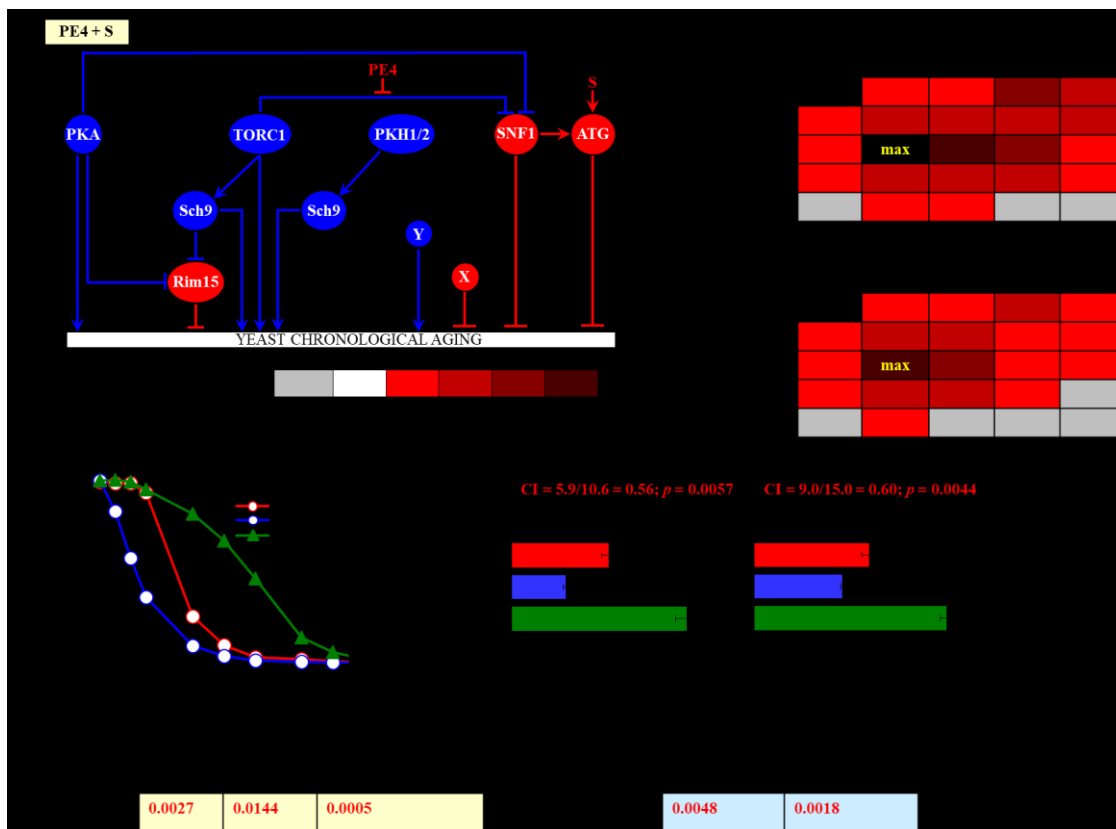 PE4 + S
PE4
S
PKA
TORC1
PKH1/2
SNF1
ATG
Sch9
Sch9
Y
Rim15
X
YEAST CHRONOLOGICAL AGING
max
max
CI = 5.9/10.6 = 0.56; p = 0.0057
CI = 9.0/15.0 = 0.60; p = 0.0044
0.0027
0.0144
0.0005
0.0048
0.0018